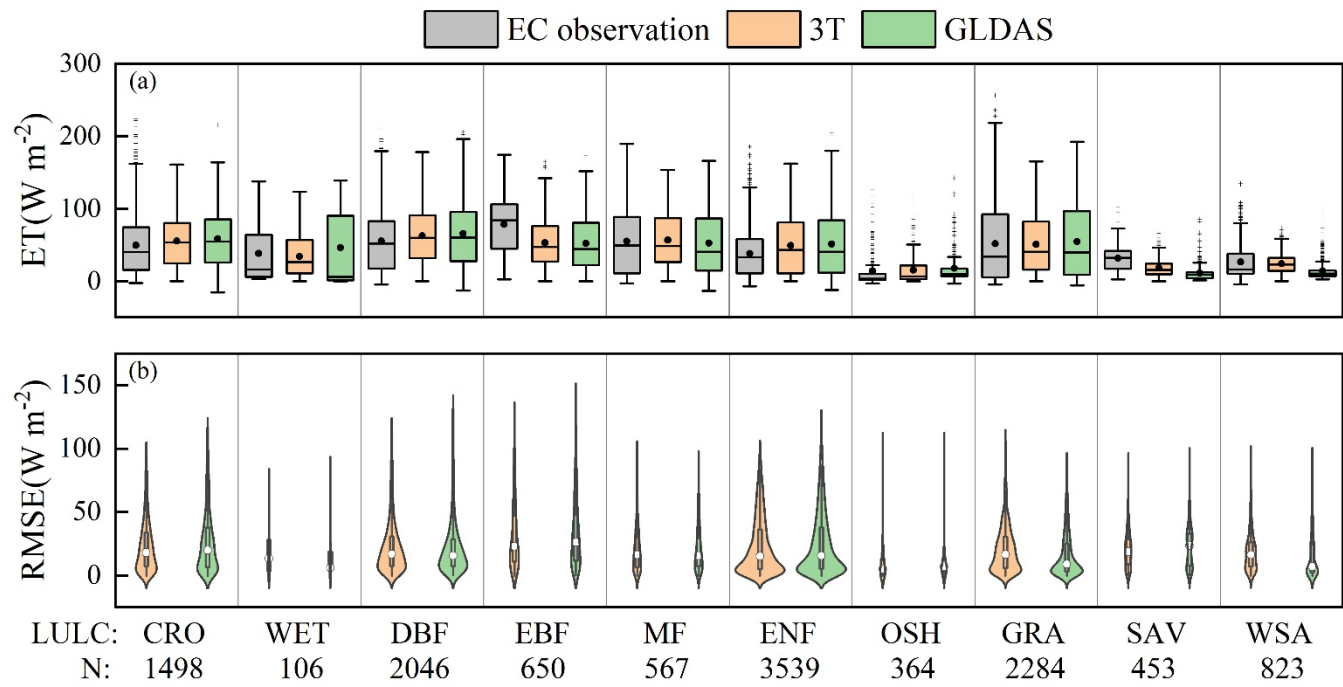 EC observation 3T GLDAS
300
(a)
200
100
0
ET(W m-2)
(b)
150
100
50
0
RMSE(W m-2)
LULC: CRO WET DBF EBF MF ENF OSH GRA SAV WSA
N: 1498 106 2046 650 567 3539 364 2284 453 823